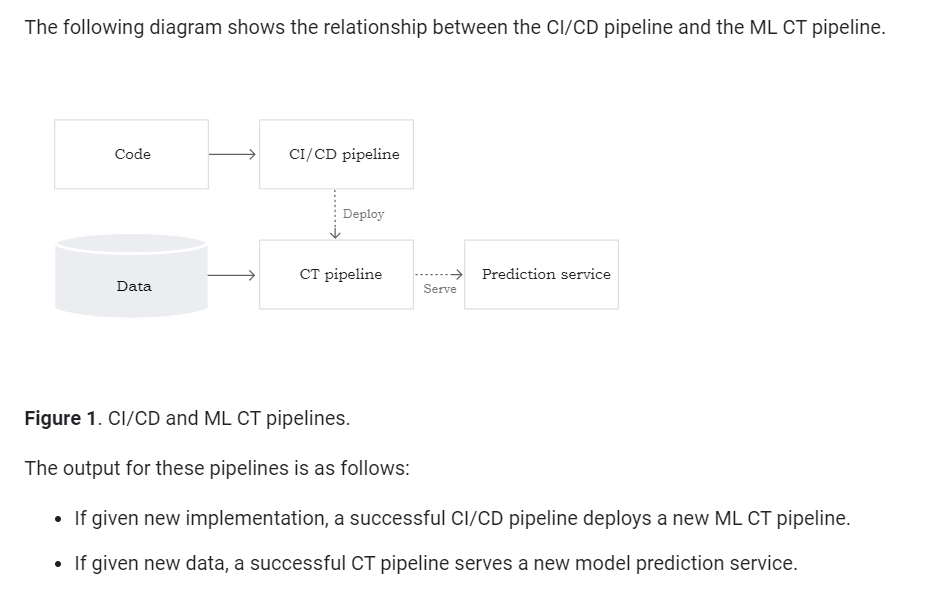 The following diagram shows the relationship between the CI/CD pipeline and the ML CT pipeline.
Code
CI/CD pipeline
Deploy
Data
CT pipeline
Serve
Prediction service
Figure 1. CI/CD and ML CT pipelines.
The output for these pipelines is as follows:
• If given new implementation, a successful CI/CD pipeline deploys a new ML CT pipeline.
• If given new data, a successful CT pipeline serves a new model prediction service.